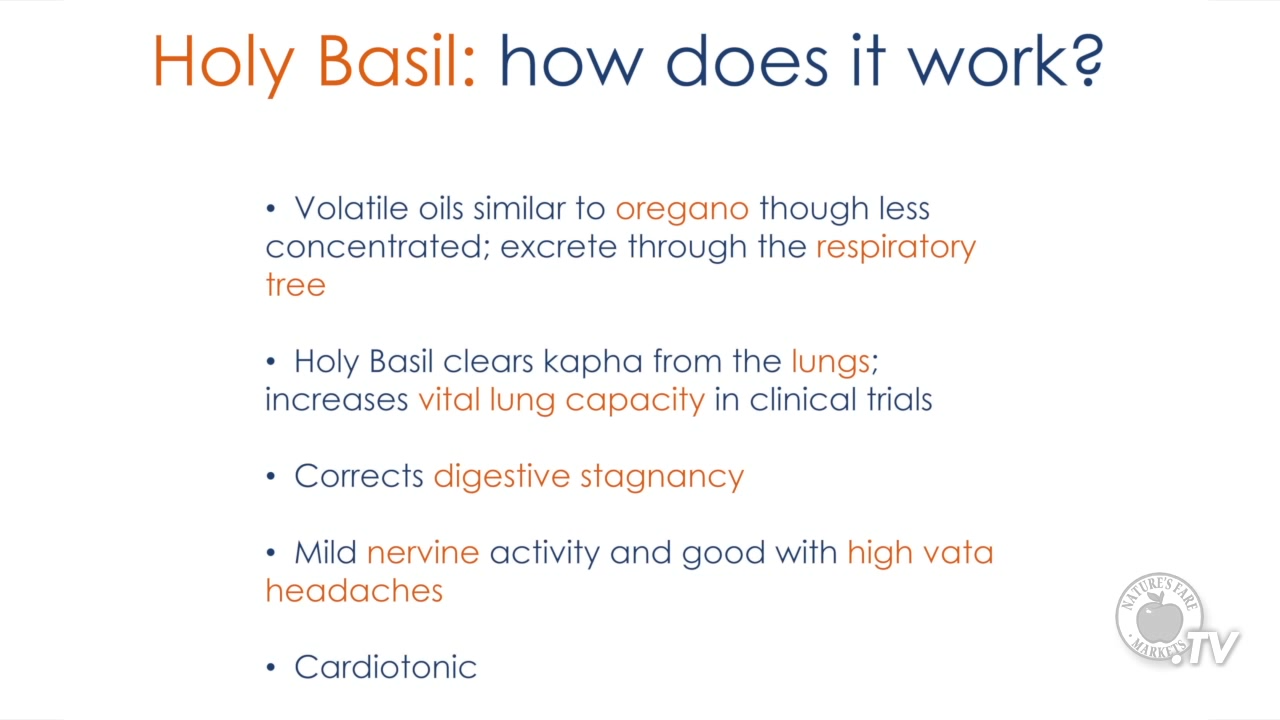 Holy Basil: how does it work?
• Volatile oils similar to oregano though less
concentrated; excrete through the respiratory
tree
• Holy Basil clears kapha from the lungs;
increases vital lung capacity in clinical trials
• Corrects digestive stagnancy
• Mild nervine activity and good with high vata
headaches
• Cardiotonic
NATURE'S FARE
• MARKETS •
.TV